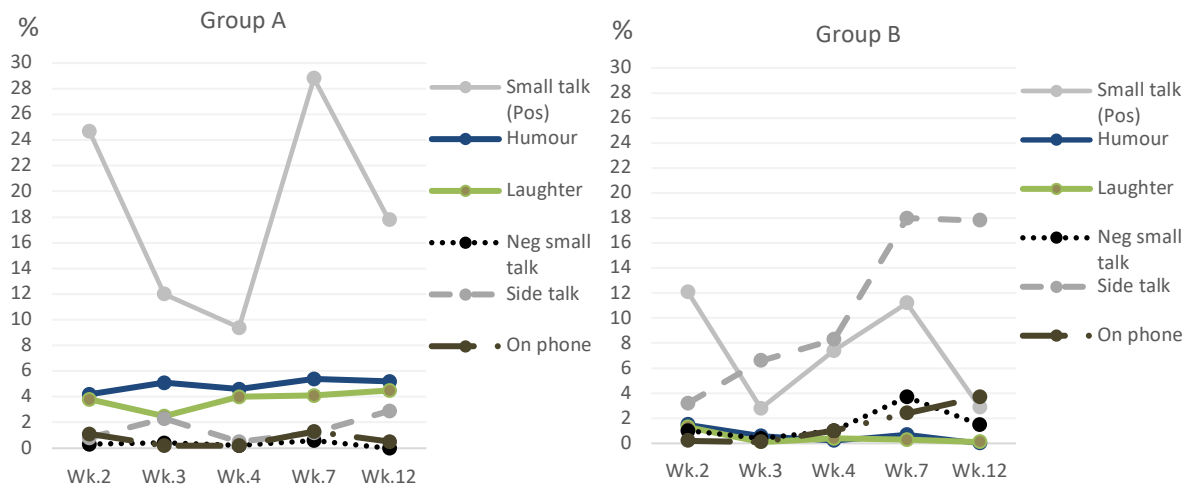 Group A
%
30
28
26
24
22
20
18
16
14
12
10
8
6
4
2
0
Wk.2 Wk.3 Wk.4 Wk.7 Wk.12
Small talk
(Pos)
Humour
Laughter
Neg small
talk
Side talk
On phone
Group B
%
30
28
26
24
22
20
18
16
14
12
10
8
6
4
2
0
Wk.2 Wk.3 Wk.4 Wk.7 Wk.12
Small talk
(Pos)
Humour
Laughter
Neg small
talk
Side talk
On phone